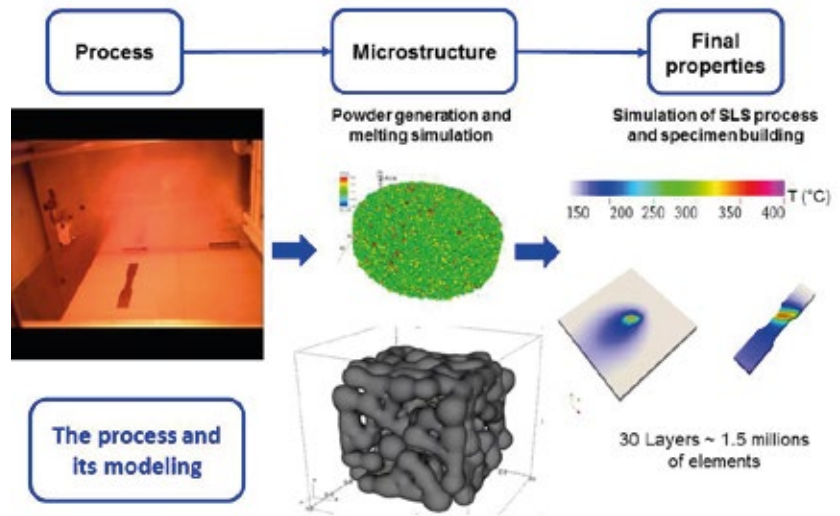 Process
Microstructure
Final
properties
Powder generation and
melting simulation
Simulation of SLS process
and specimen building
T (°C)
150 200 250 300 350 400
The process and
its modeling
30 Layers ~ 1.5 millions
of elements